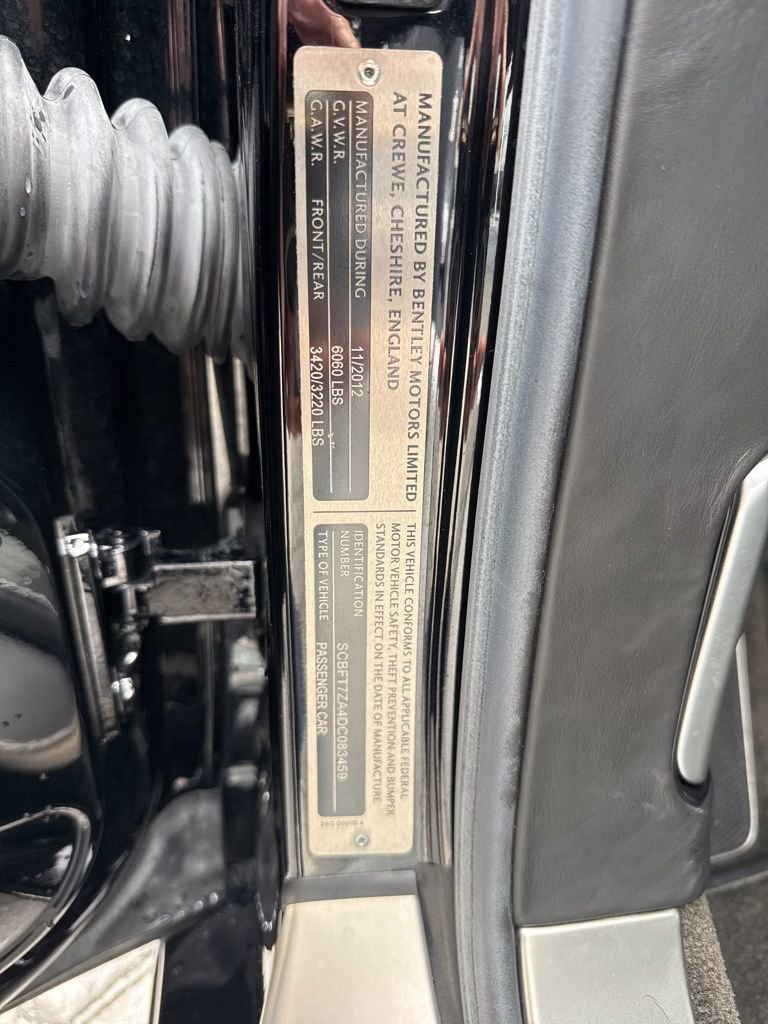 MANUFACTURED BY BENTLEY MOTORS LIMITED
AT CREWE, CHESHIRE, ENGLAND
MANUFACTURED DURING 11/2012
G.V.W.R. 6060 LBS
G.A.W.R. FRONT/REAR 3420/3220 LBS
THIS VEHICLE CONFORMS TO ALL APPLICABLE FEDERAL
MOTOR VEHICLE SAFETY, THEFT PREVENTION AND BUMPER
STANDARDS IN EFFECT ON THE DATE OF MANUFACTURE
IDENTIFICATION
NUMBER SCBFT7ZA4DC083459
TYPE OF VEHICLE PASSENGER CAR